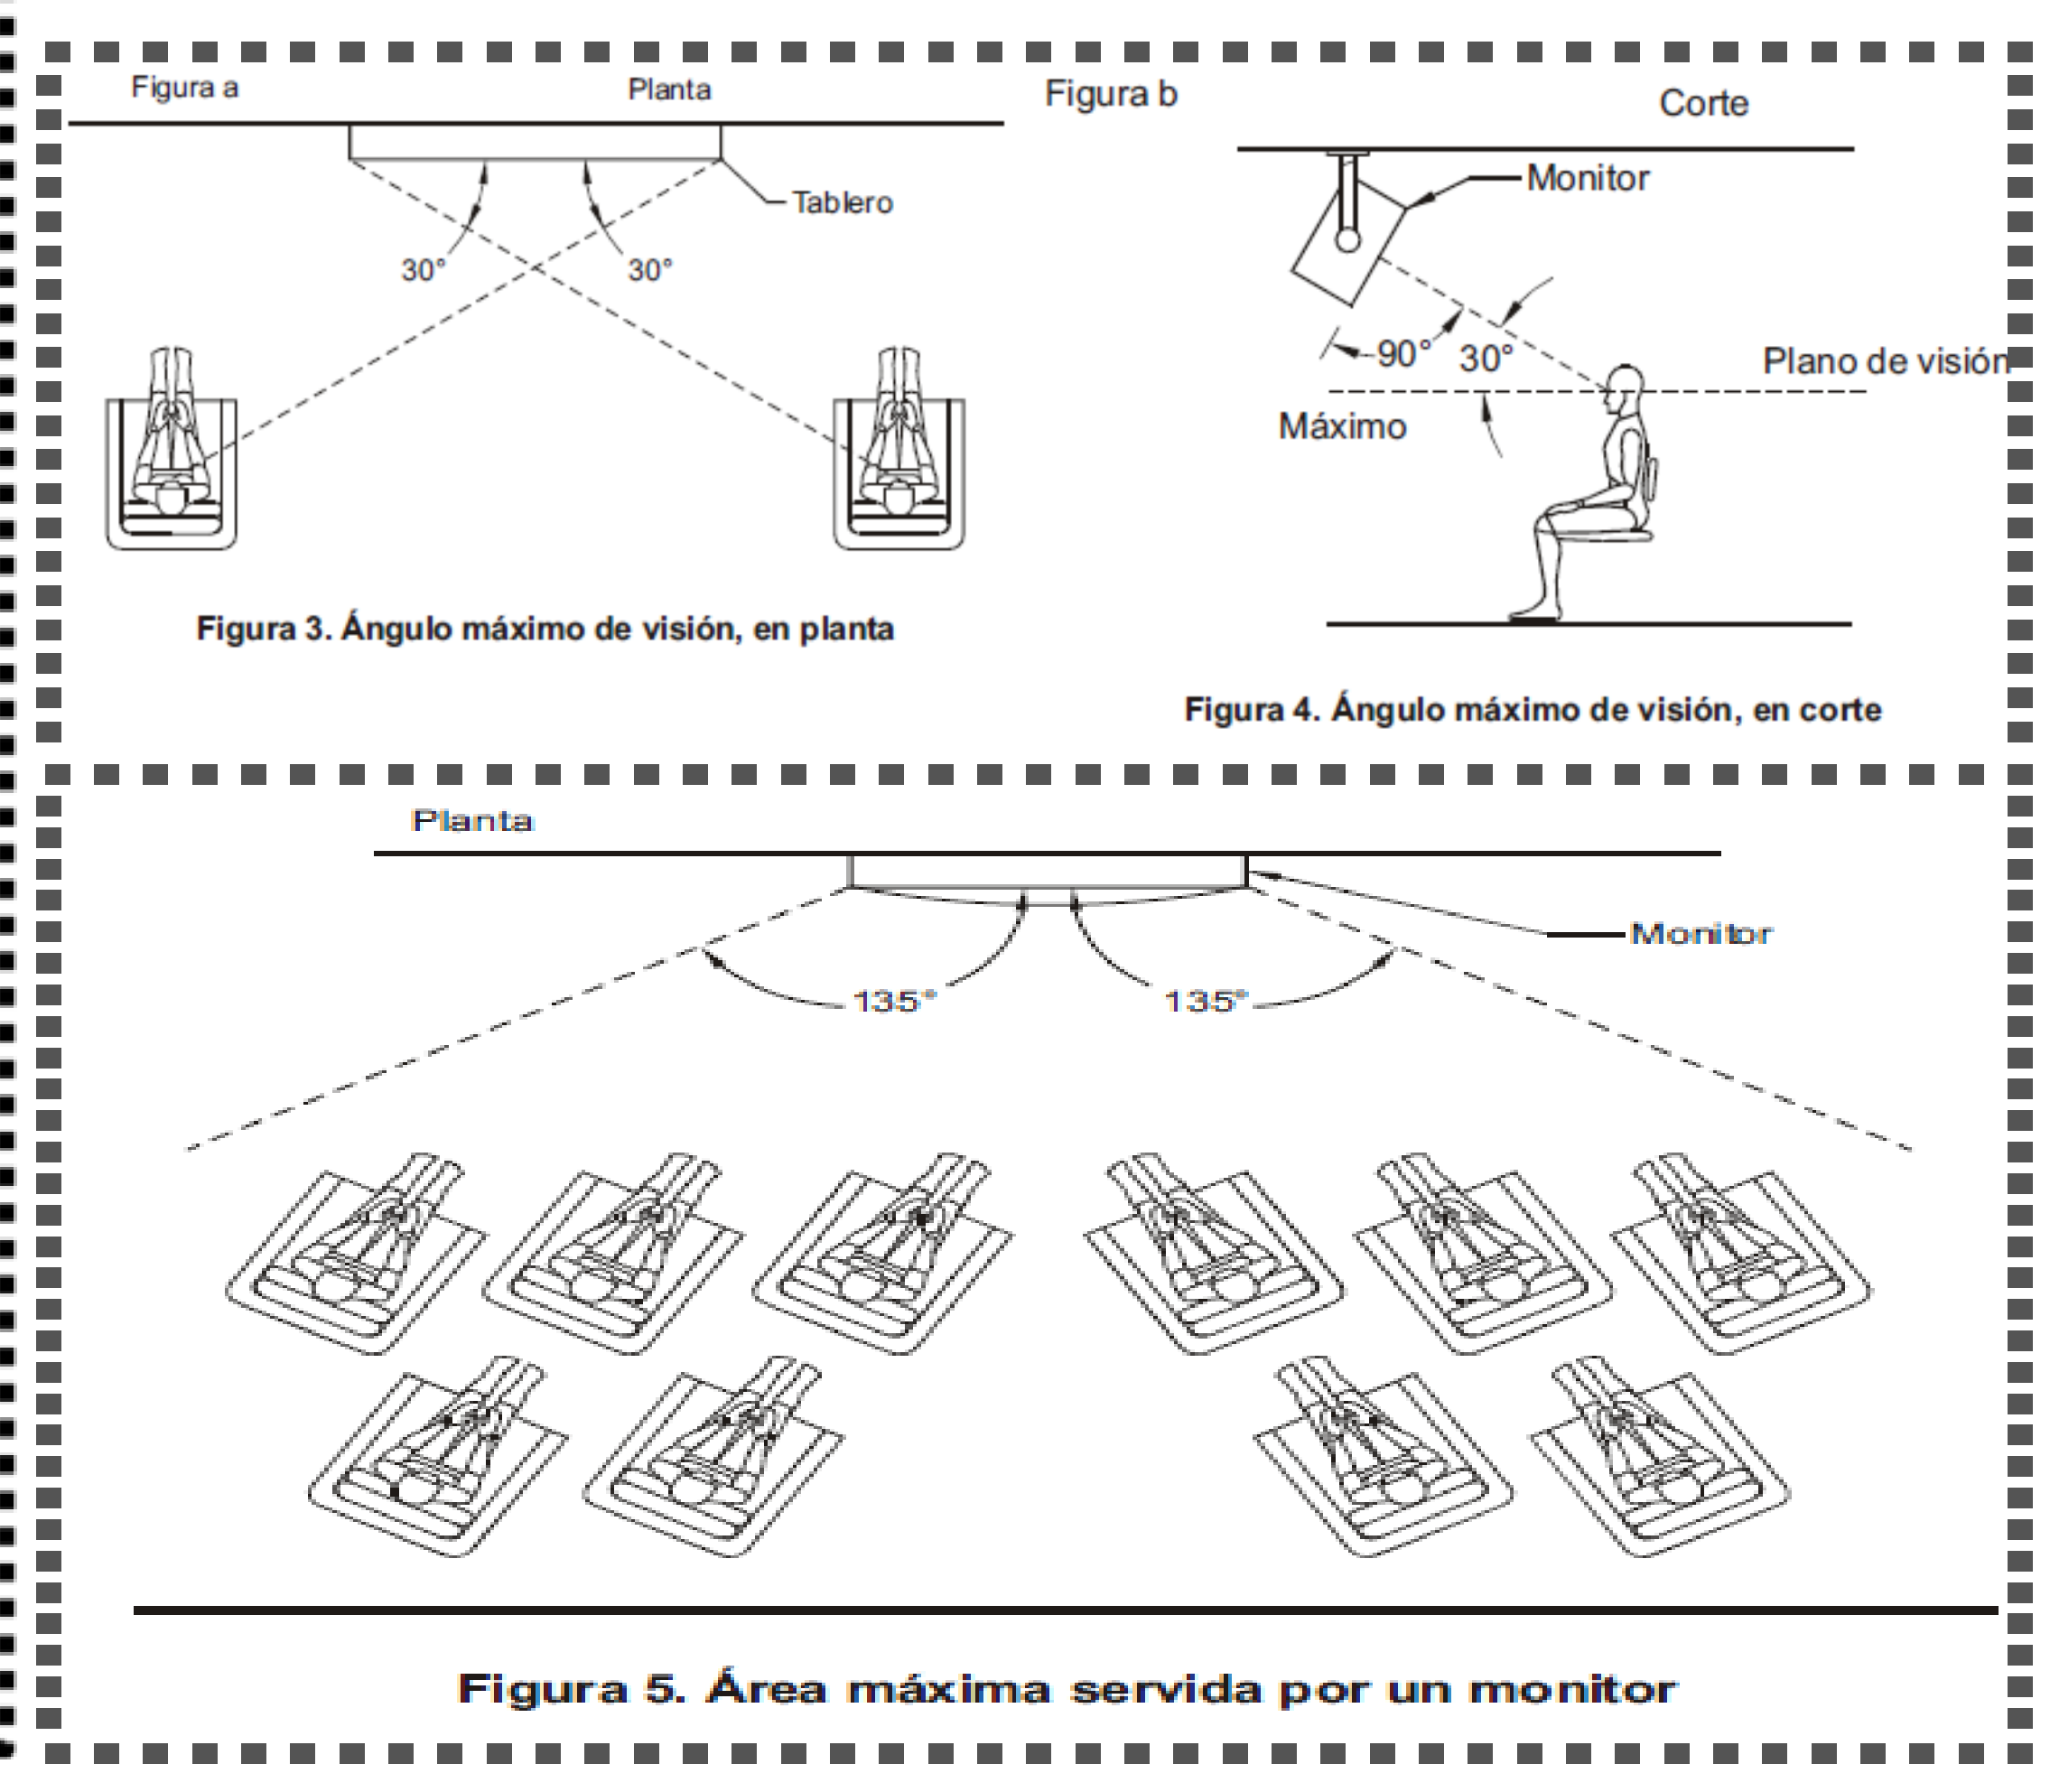 Figura a
Planta
Tablero
30°
30°
Figura 3. Ángulo máximo de visión, en planta
Figura b
Corte
Monitor
90°
30°
Plano de visión
Máximo
Figura 4. Ángulo máximo de visión, en corte
Planta
Monitor
135°
135°
Figura 5. Área máxima servida por un monitor